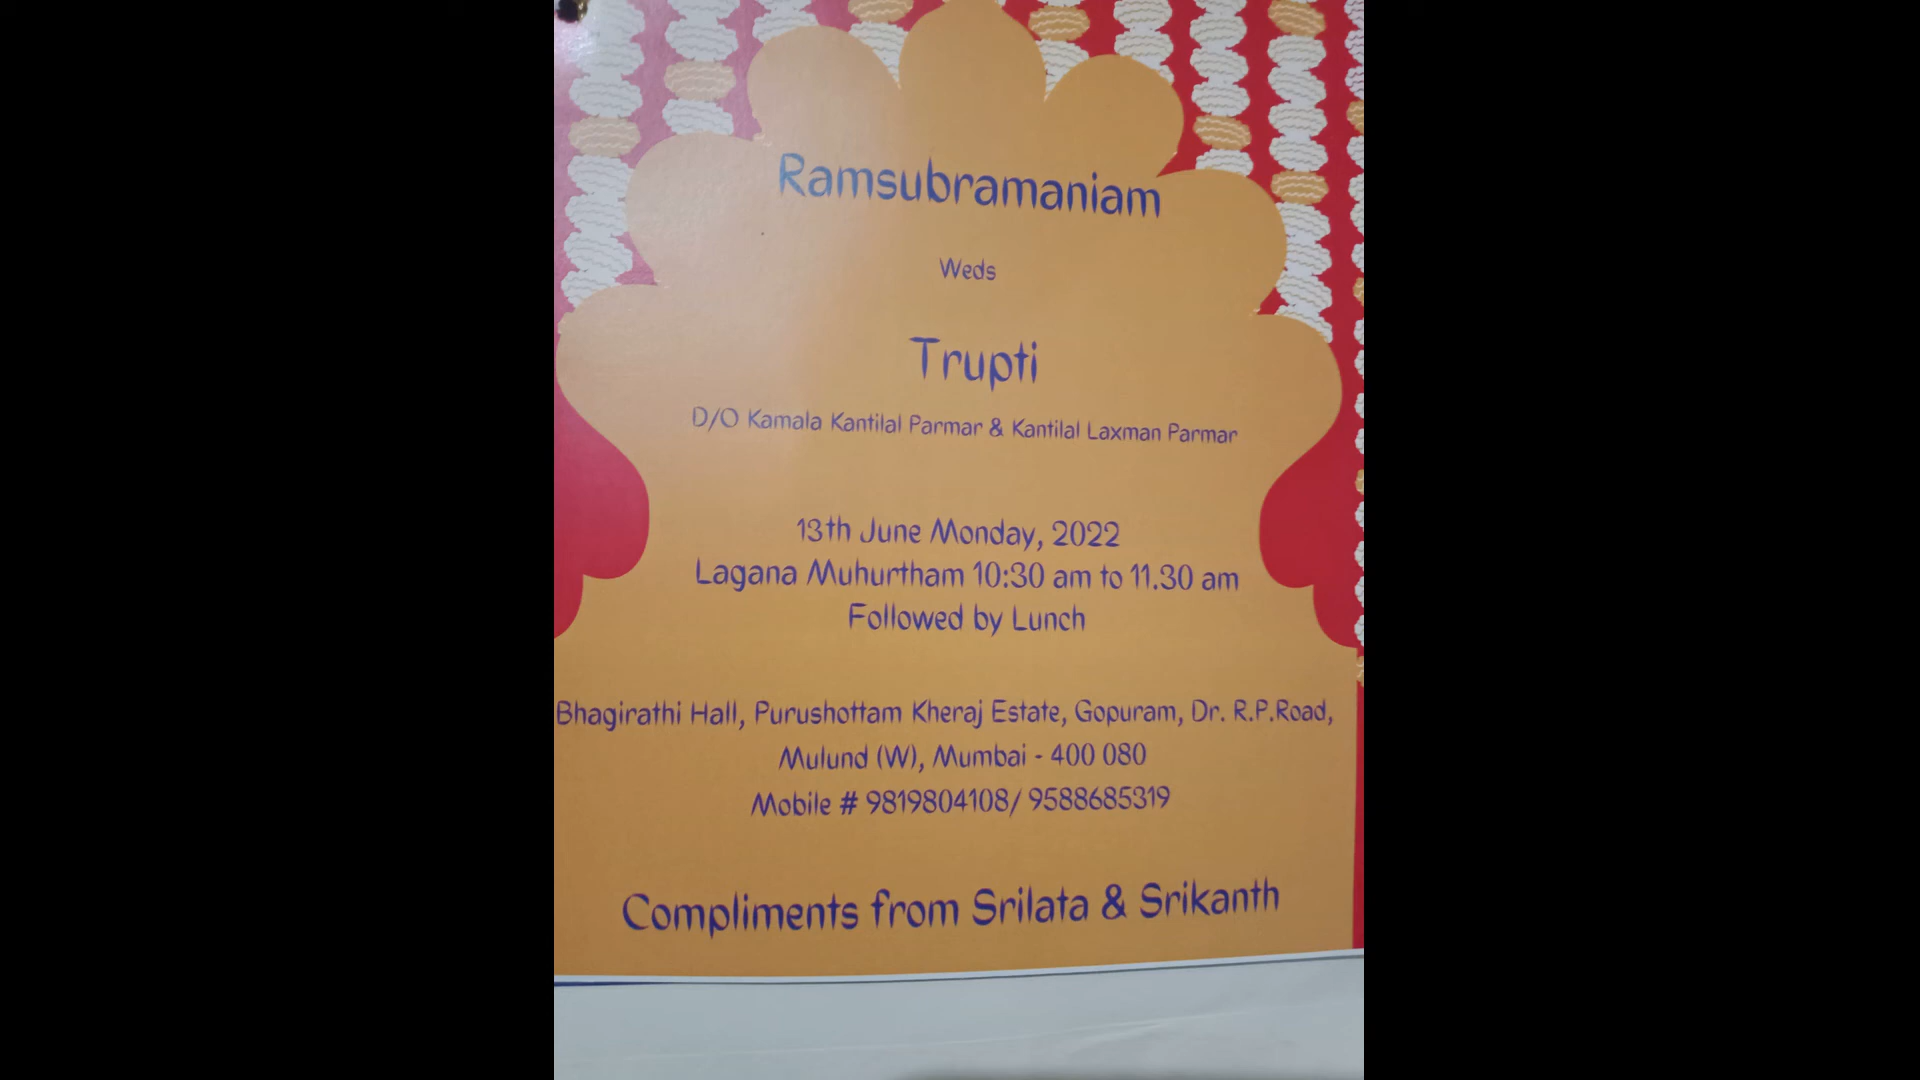 Ramsubramaniam
Weds
Trupti
D/O Kamala Kantilal Parmar & Kantilal Laxman Parmar
13th June Monday, 2022
Lagana Muhurtham 10:30 am to 11.30 am
Followed by Lunch
Bhagirathi Hall, Purushottam Kheraj Estate, Gopuram, Dr. R.P.Road,
Mulund (W), Mumbai - 400 080
Mobile # 9819804108/ 9588685319
Compliments from Srilata & Srikanth